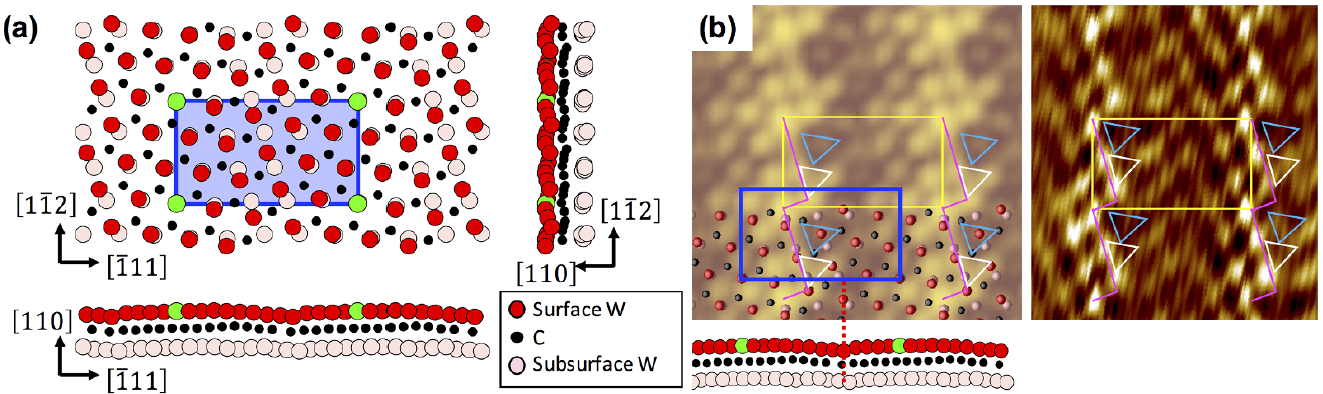 (a)
[11̅2]
[1̅11]
[11̅2]
[110]
[110]
[1̅11]
Surface W
C
Subsurface W
(b)